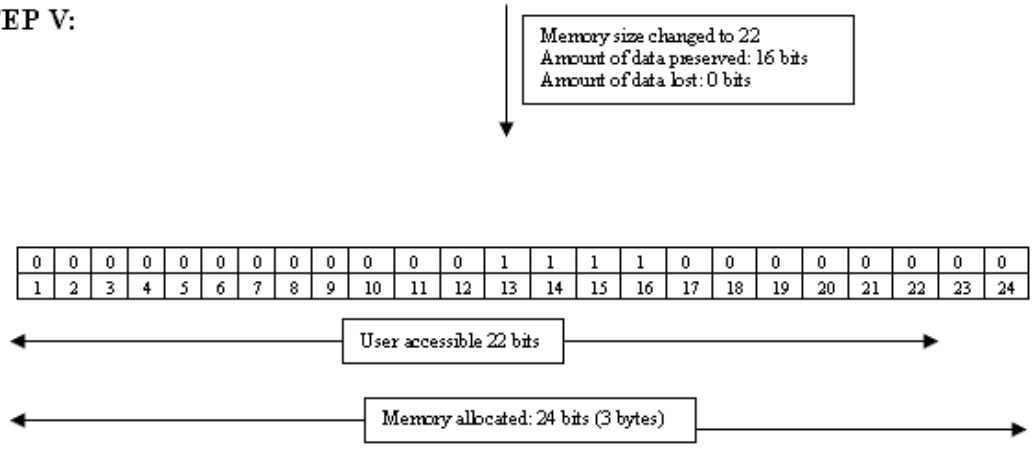 EP V:
Memory size changed to 22
Amount of data preserved: 16 bits
Amount of data lost: 0 bits
0 0 0 0 0 0 0 0 0 0 0 0 1 1 1 1 0 0 0 0 0 0 0 0
1 2 3 4 5 6 7 8 9 10 11 12 13 14 15 16 17 18 19 20 21 22 23 24
User accessible 22 bits
Memory allocated: 24 bits (3 bytes)